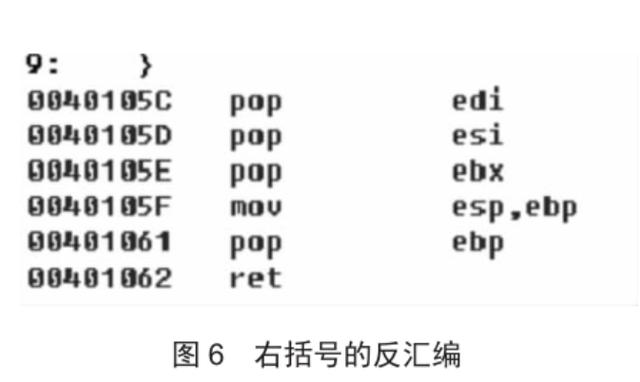 9: }
0040105C pop edi
0040105D pop esi
0040105E pop ebx
0040105F mov esp,ebp
00401061 pop ebp
00401062 ret
图 6 右括号的反汇编